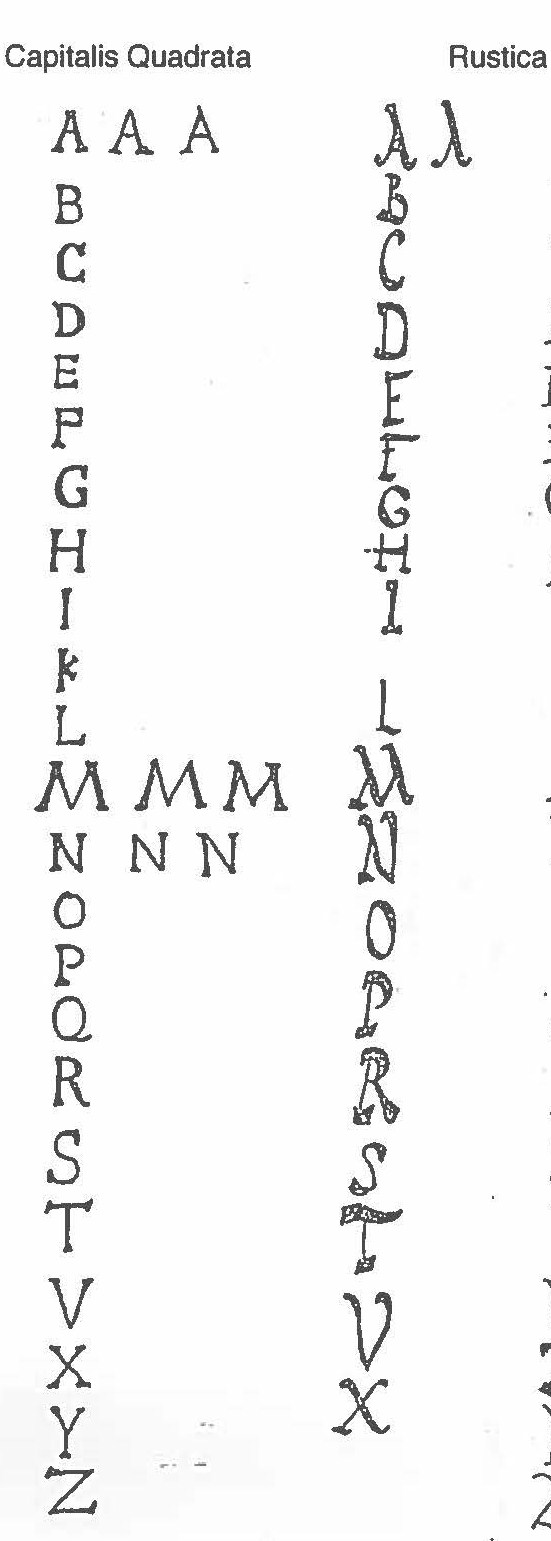 Capitalis Quadrata Rustica
A A A A A
B B
C C
D D
E E
F F
G G
H H
I I
K
L L
M M M M
N N N N
O O
P P
Q
R R
S S
T T
V V
X X
Y
Z